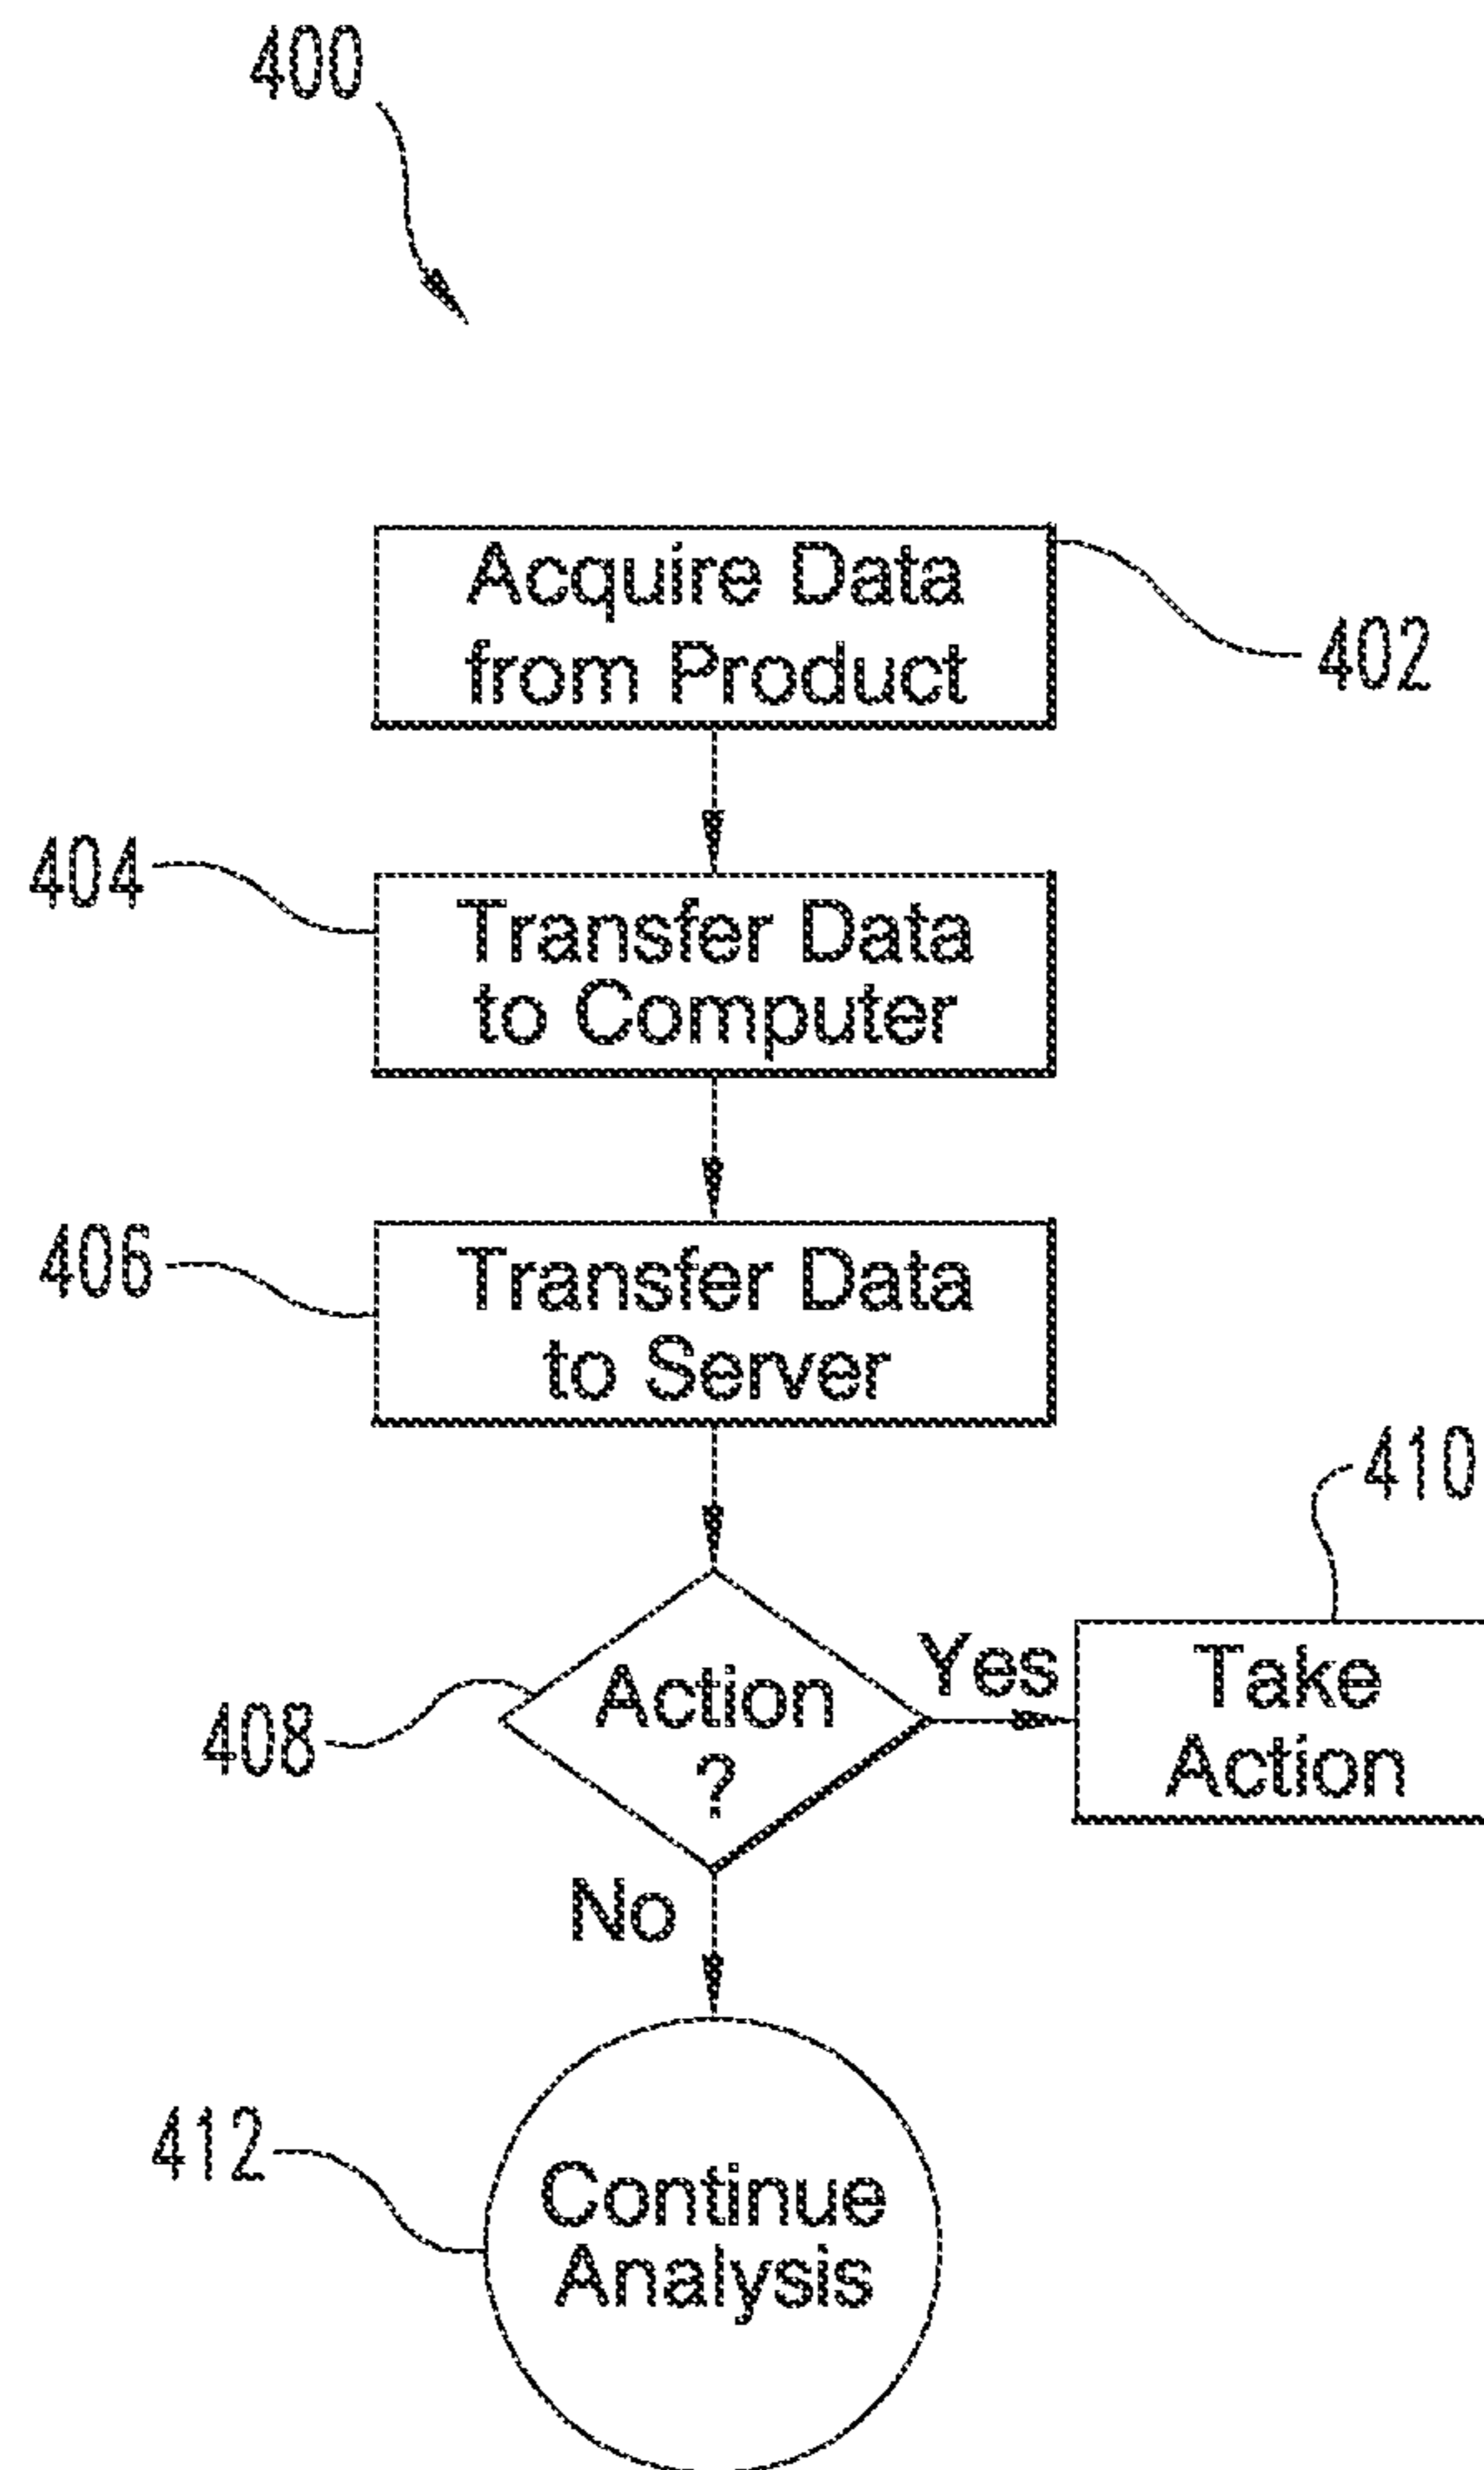 400
Acquire Data
from Product
402
404
Transfer Data
to Computer
406
Transfer Data
to Server
410
408
Action
?
Yes
Take
Action
No
412
Continue
Analysis